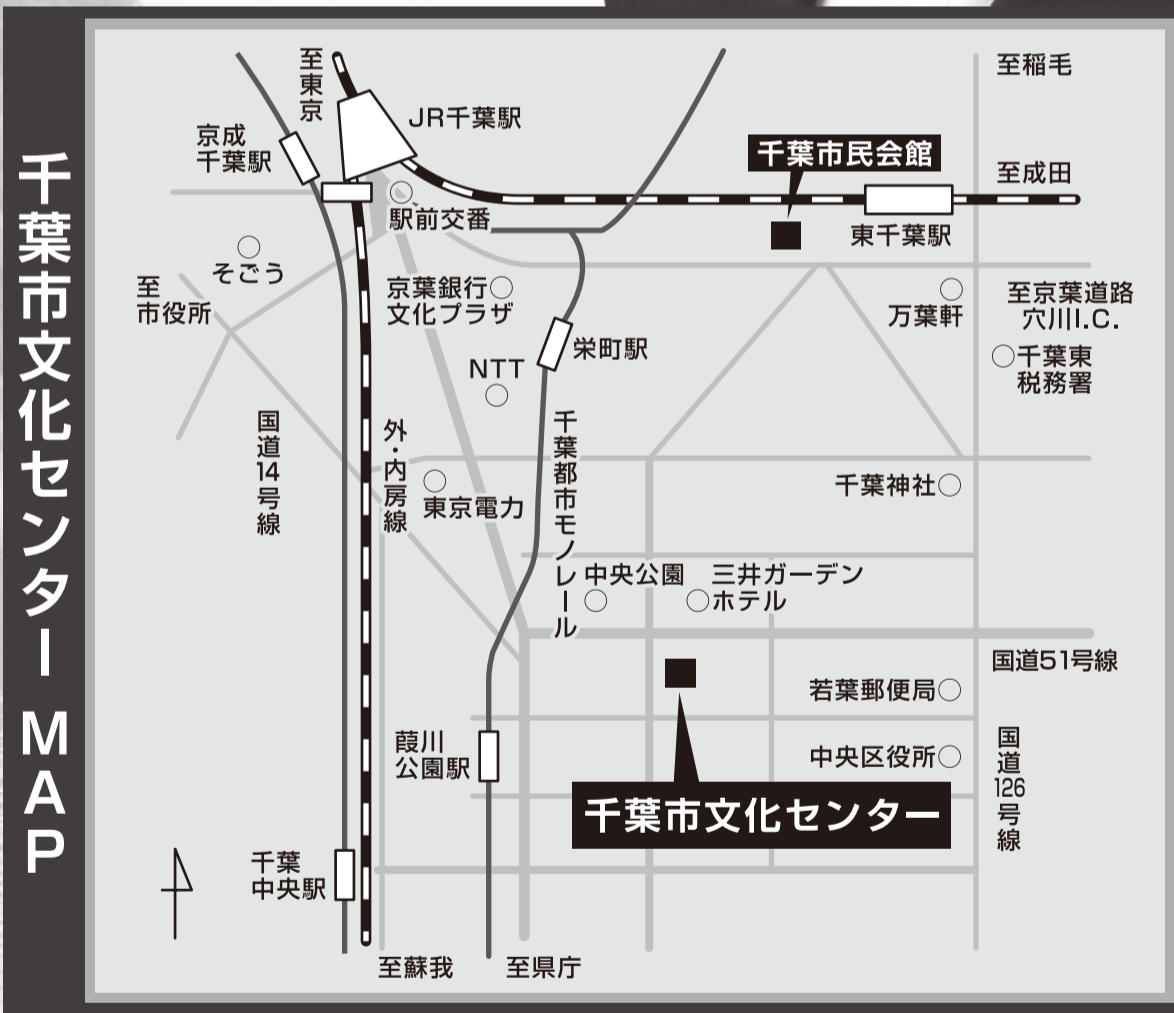 千葉市文化センター MAP
至東京
JR千葉駅
京成
千葉駅
駅前交番
そごう
至
市役所
京葉銀行
文化プラザ
NTT
栄町駅
千葉市民会館
東千葉駅
至稲毛
至成田
万葉軒
至京葉道路
穴川I.C.
千葉東
税務署
国道14号線
外・内房線
東京電力
千葉都市モノレール
千葉神社
中央公園
三井ガーデン
ホテル
国道51号線
若葉郵便局
中央区役所
国道126号線
葭川
公園駅
千葉市文化センター
千葉
中央駅
至蘇我
至県庁